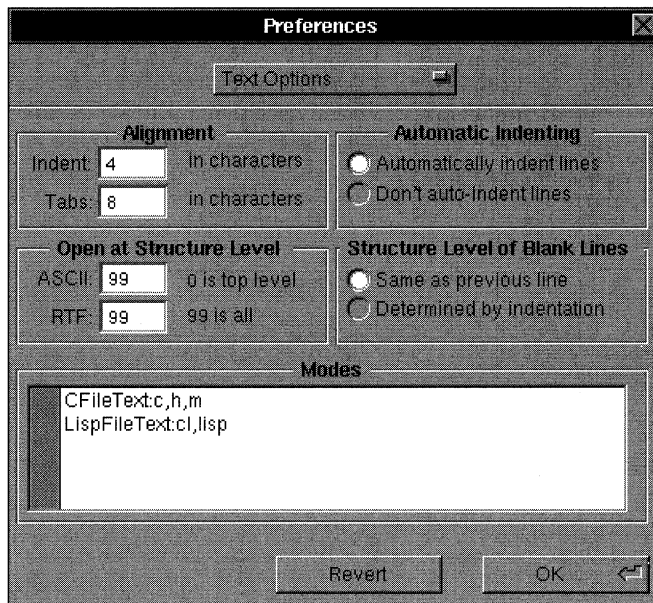 Preferences
Text Options
Alignment
Indent: 4 in characters
Tabs: 8 in characters
Automatic Indenting
Automatically indent lines
Don't auto-indent lines
Open at Structure Level
ASCII: 99 0 is top level
RTF: 99 99 is all
Structure Level of Blank Lines
Same as previous line
Determined by indentation
Modes
CFileText:c,h,m
LispFileText:cl,lisp
Revert
OK